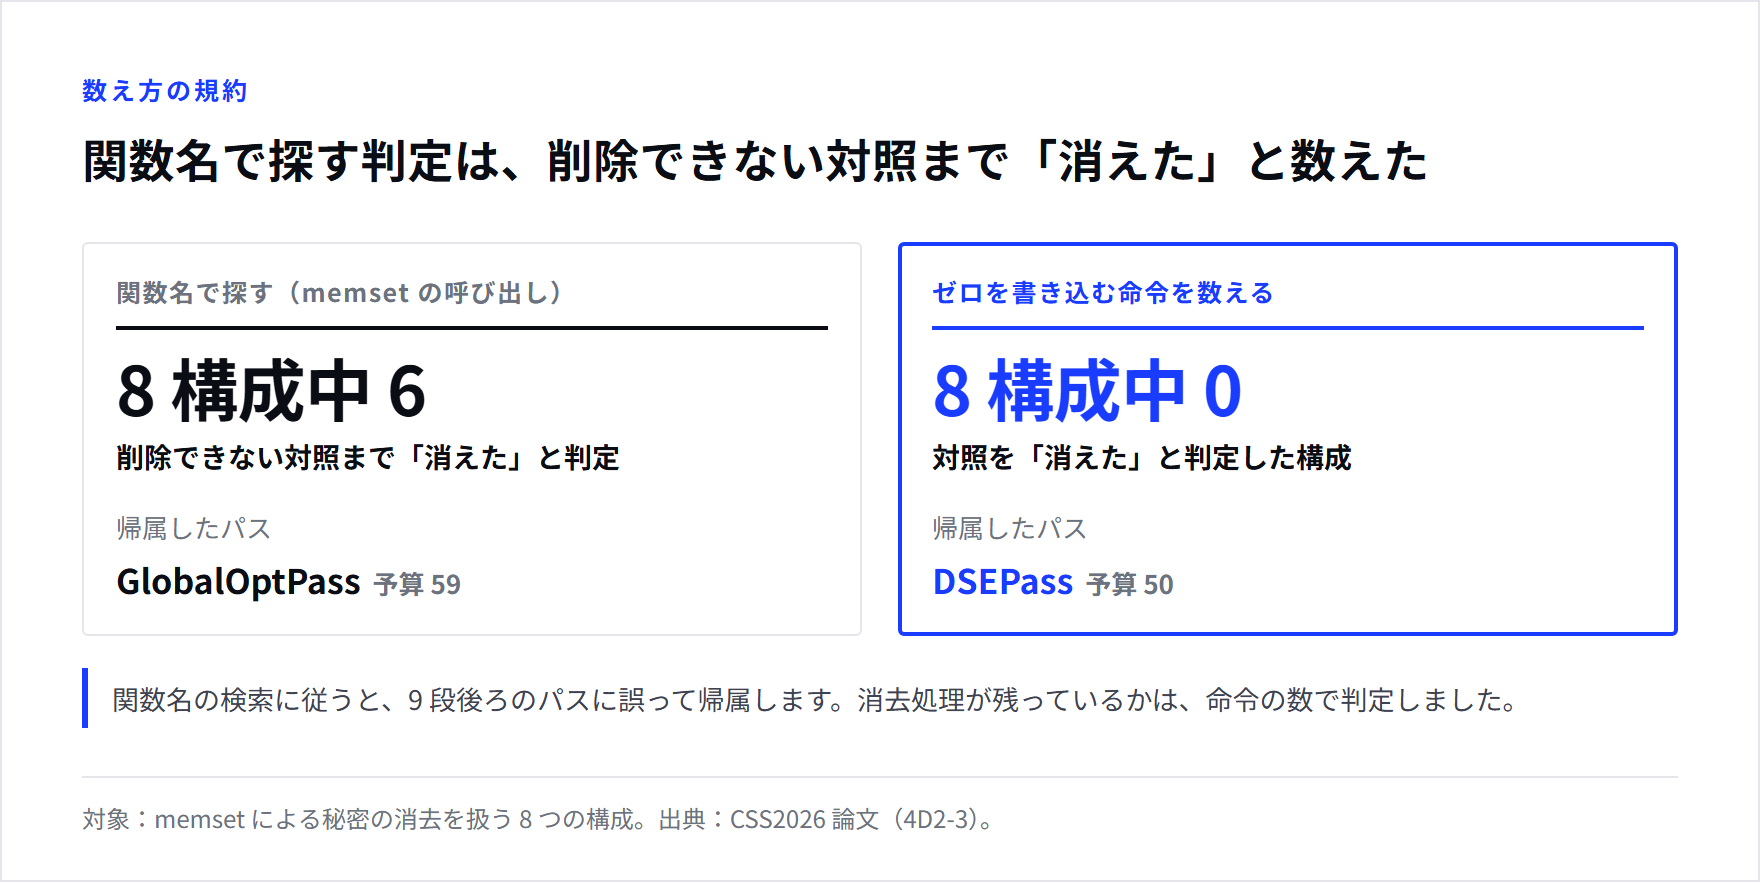 数え方の規約
関数名で探す判定は、削除できない対照まで「消えた」と数えた
関数名で探す（memset の呼び出し）
8 構成中 6
削除できない対照まで「消えた」と判定
帰属したパス
GlobalOptPass 予算 59
ゼロを書き込む命令を数える
8 構成中 0
対照を「消えた」と判定した構成
帰属したパス
DSEPass 予算 50
関数名の検索に従うと、9 段後ろのパスに誤って帰属します。消去処理が残っているかは、命令の数で判定しました。
対象：memset による秘密の消去を扱う 8 つの構成。出典：CSS2026 論文（4D2-3）。